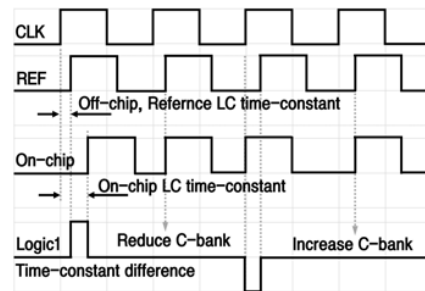 CLK
REF
Off-chip, Refernce LC time-constant
On-chip
On-chip LC time-constant
Logic1
Reduce C-bank
Increase C-bank
Time-constant difference